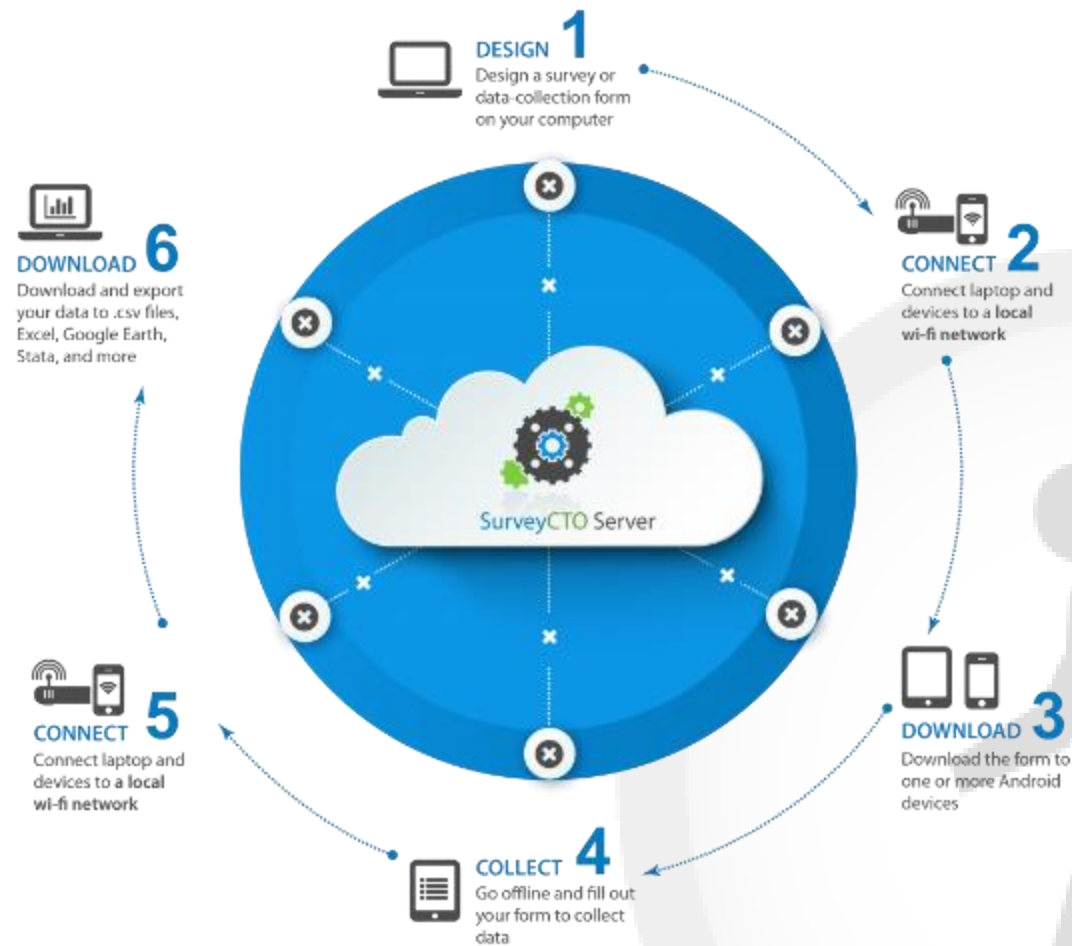 DESIGN 1
Design a survey or
data-collection form
on your computer
CONNECT 2
Connect laptop and
devices to a local
wi-fi network
DOWNLOAD 3
Download the form to
one or more Android
devices
COLLECT 4
Go offline and fill out
your form to collect
data
CONNECT 5
Connect laptop and
devices to a local
wi-fi network
DOWNLOAD 6
Download and export
your data to .csv files,
Excel, Google Earth,
Stata, and more
SurveyCTO Server